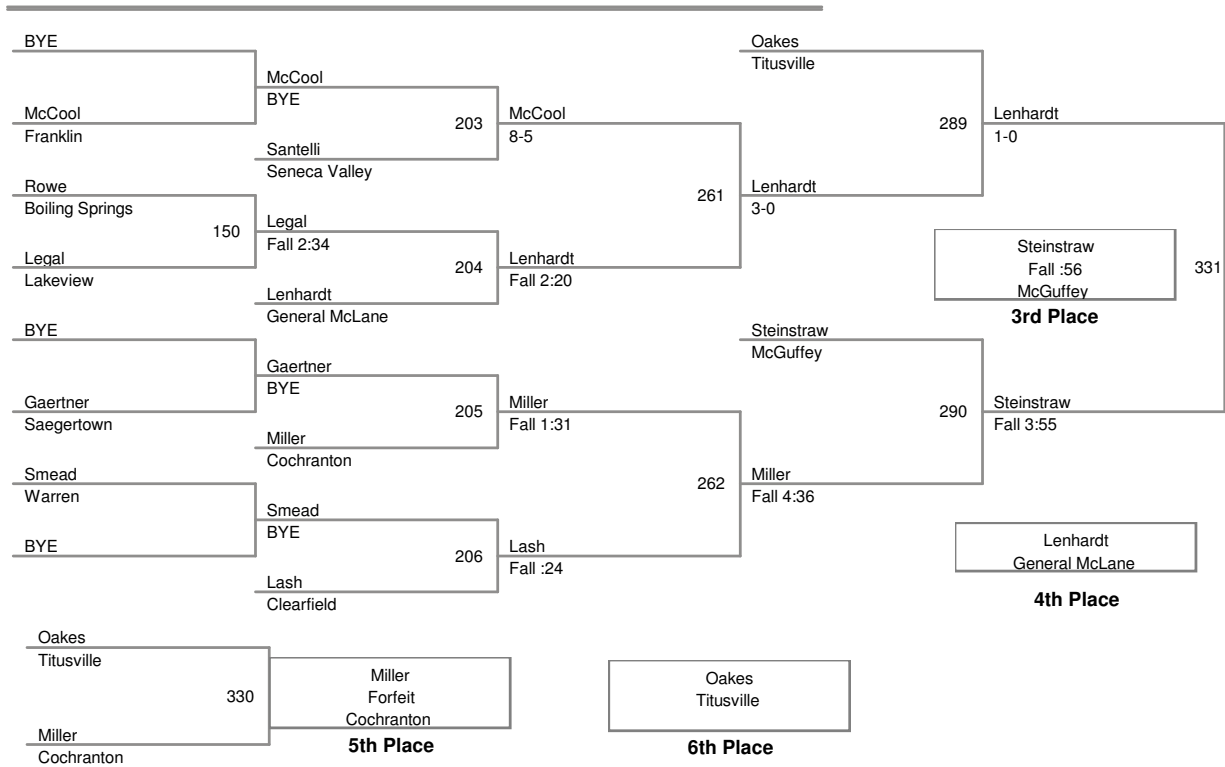 BYE
Oakes
Titusville
McCool
BYE
McCool
Franklin
203
McCool
8-5
289
Lenhardt
1-0
Santelli
Seneca Valley
Rowe
Boiling Springs
261
Lenhardt
3-0
150
Legal
Fall 2:34
Legal
Lakeview
204
Lenhardt
Fall 2:20
Steinstraw
Fall :56
McGuffey
3rd Place
331
Lenhardt
General McLane
BYE
Steinstraw
McGuffey
Gaertner
BYE
Gaertner
Saegertown
205
Miller
Fall 1:31
290
Steinstraw
Fall 3:55
Miller
Cochranton
Smead
Warren
262
Miller
Fall 4:36
Smead
BYE
BYE
206
Lash
Fall :24
Lenhardt
General McLane
4th Place
Lash
Clearfield
Oakes
Titusville
330
Miller
Forfeit
Cochranton
5th Place
Oakes
Titusville
6th Place
Miller
Cochranton